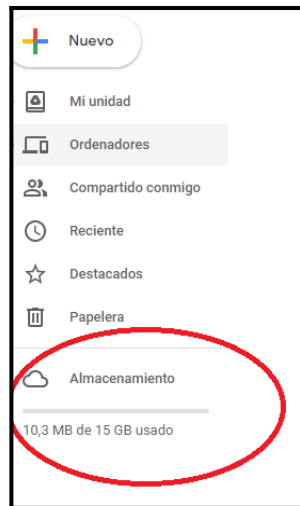 Nuevo
Mi unidad
Ordenadores
Compartido conmigo
Reciente
Destacados
Papelera
Almacenamiento
10,3 MB de 15 GB usado